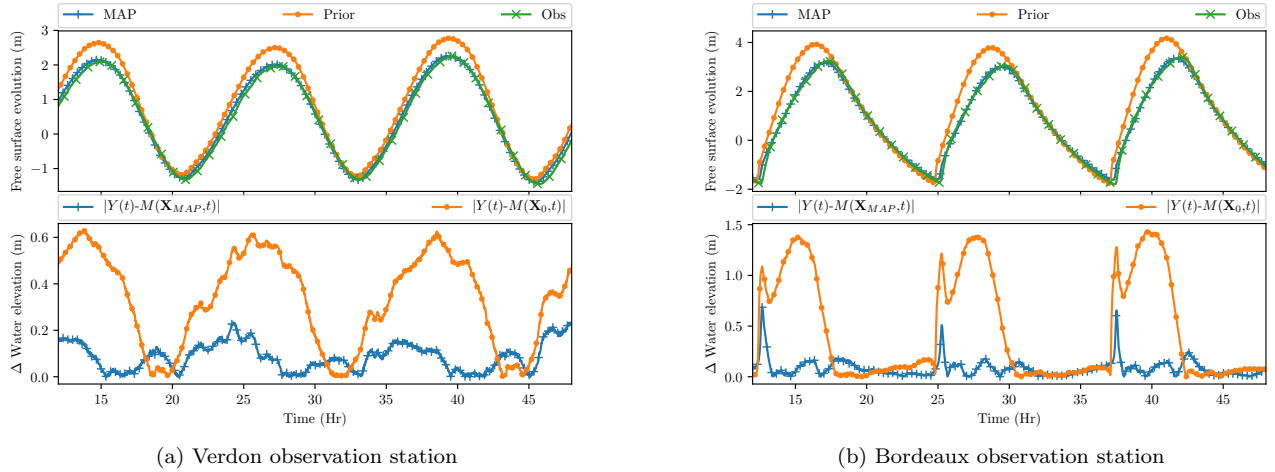 MAP Prior Obs
Free surface evolution (m)
3
2
1
0
−1
|Y(t)-M(X_MAP,t)| |Y(t)-M(X_0,t)|
Δ Water elevation (m)
0.6
0.4
0.2
0.0
15 20 25 30 35 40 45
Time (Hr)
(a) Verdon observation station
MAP Prior Obs
Free surface evolution (m)
4
2
0
−2
|Y(t)-M(X_MAP,t)| |Y(t)-M(X_0,t)|
Δ Water elevation (m)
1.5
1.0
0.5
0.0
15 20 25 30 35 40 45
Time (Hr)
(b) Bordeaux observation station